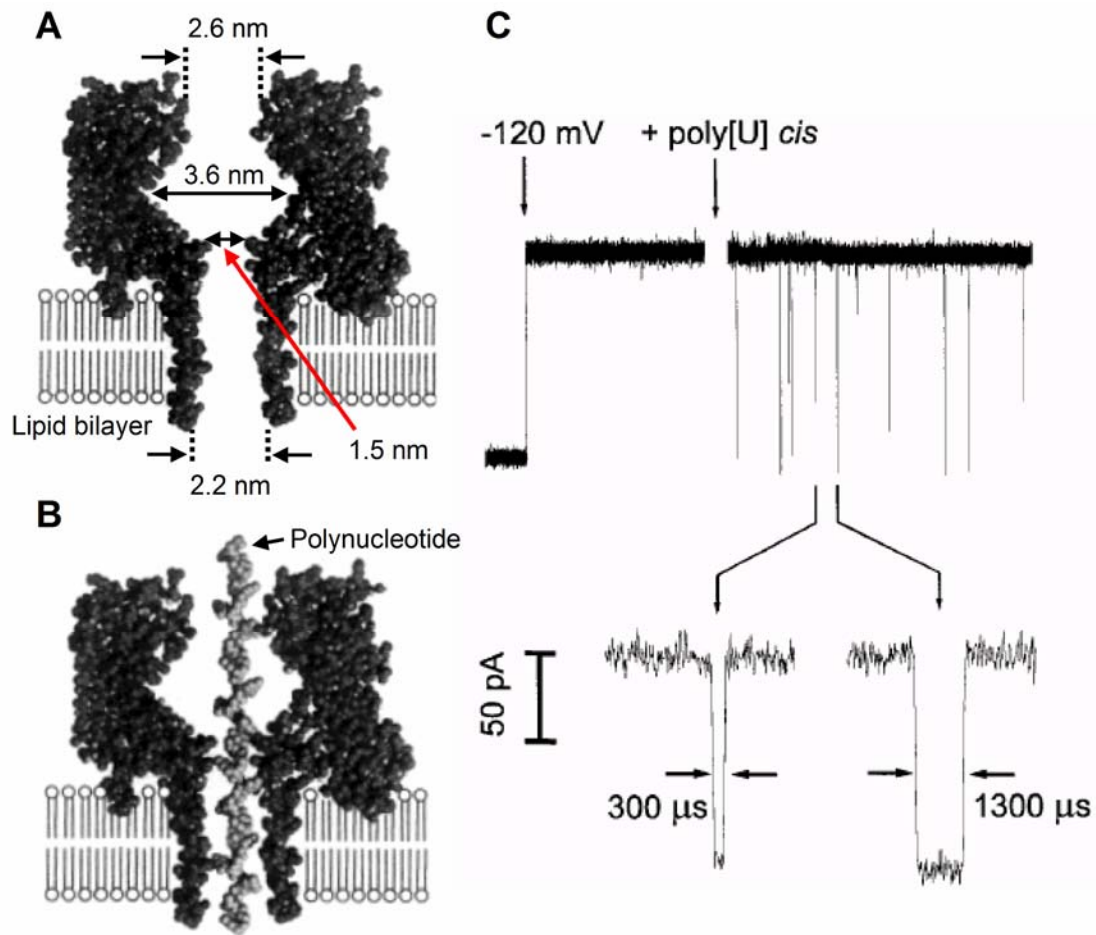 A
2.6 nm
3.6 nm
Lipid bilayer
1.5 nm
2.2 nm
B
Polynucleotide
C
-120 mV
+ poly[U] cis
50 pA
300 µs
1300 µs